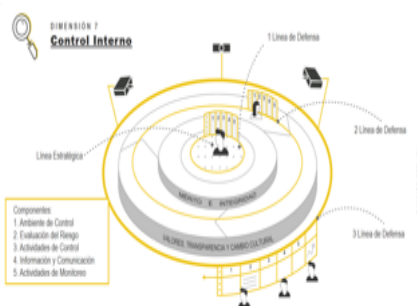 DIMENSIÓN 7
Control Interno
1 Línea de Defensa
2 Línea de Defensa
Línea Estratégica
MÉRITO E INTEGRIDAD
VALORES, TRANSPARENCIA Y CAMBIO CULTURAL
3 Línea de Defensa
Componentes:
1. Ambiente de Control
2. Evaluación del Riesgo
3. Actividades de Control
4. Información y Comunicación
5. Actividades de Monitoreo